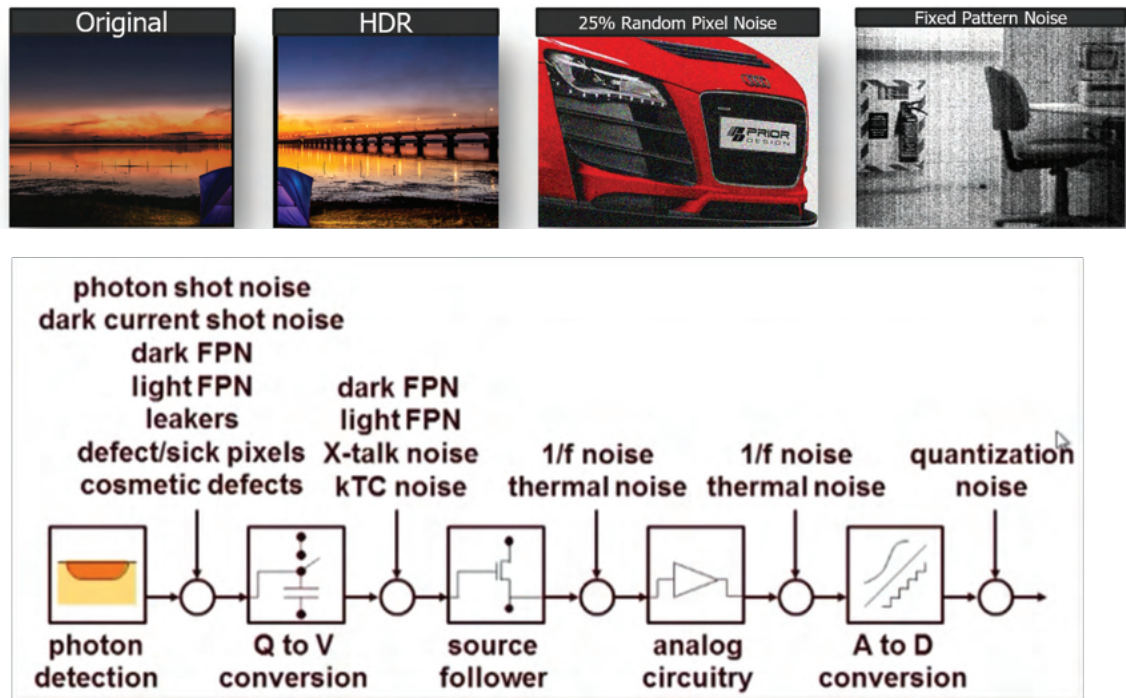 Original
HDR
25% Random Pixel Noise
Fixed Pattern Noise
PRIOR
DESIGN
photon shot noise
dark current shot noise
dark FPN
light FPN
leakers
defect/sick pixels
cosmetic defects
dark FPN
light FPN
X-talk noise
kTC noise
1/f noise
thermal noise
1/f noise
thermal noise
quantization
noise
photon
detection
Q to V
conversion
source
follower
analog
circuitry
A to D
conversion